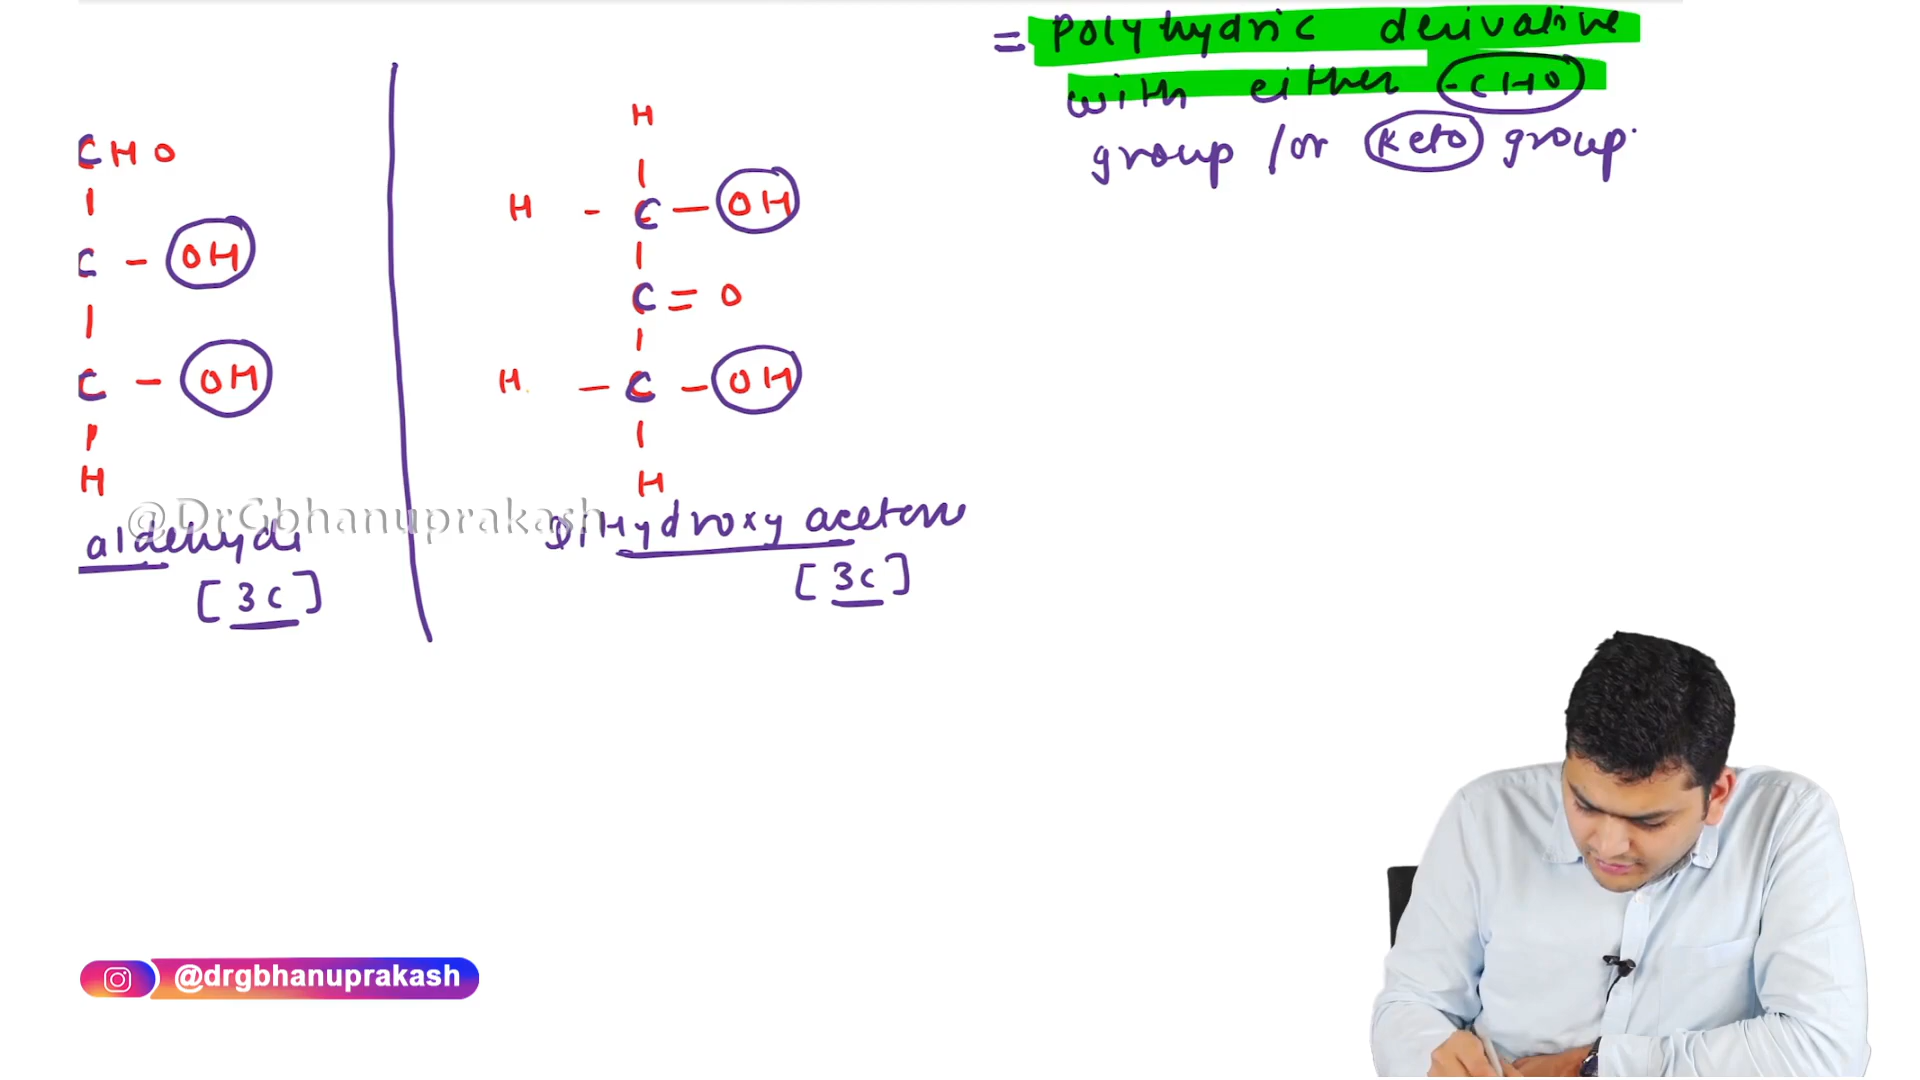 = Polyhydric derivative
with either -CHO
group /or Keto group.
CHO
C - OH
C - OH
H
aldehyde
[3C]
H
H - C - OH
C = O
H - C - OH
H
DiHydroxy acetone
[3C]
@DrGbhanuprakash
@drgbhanuprakash